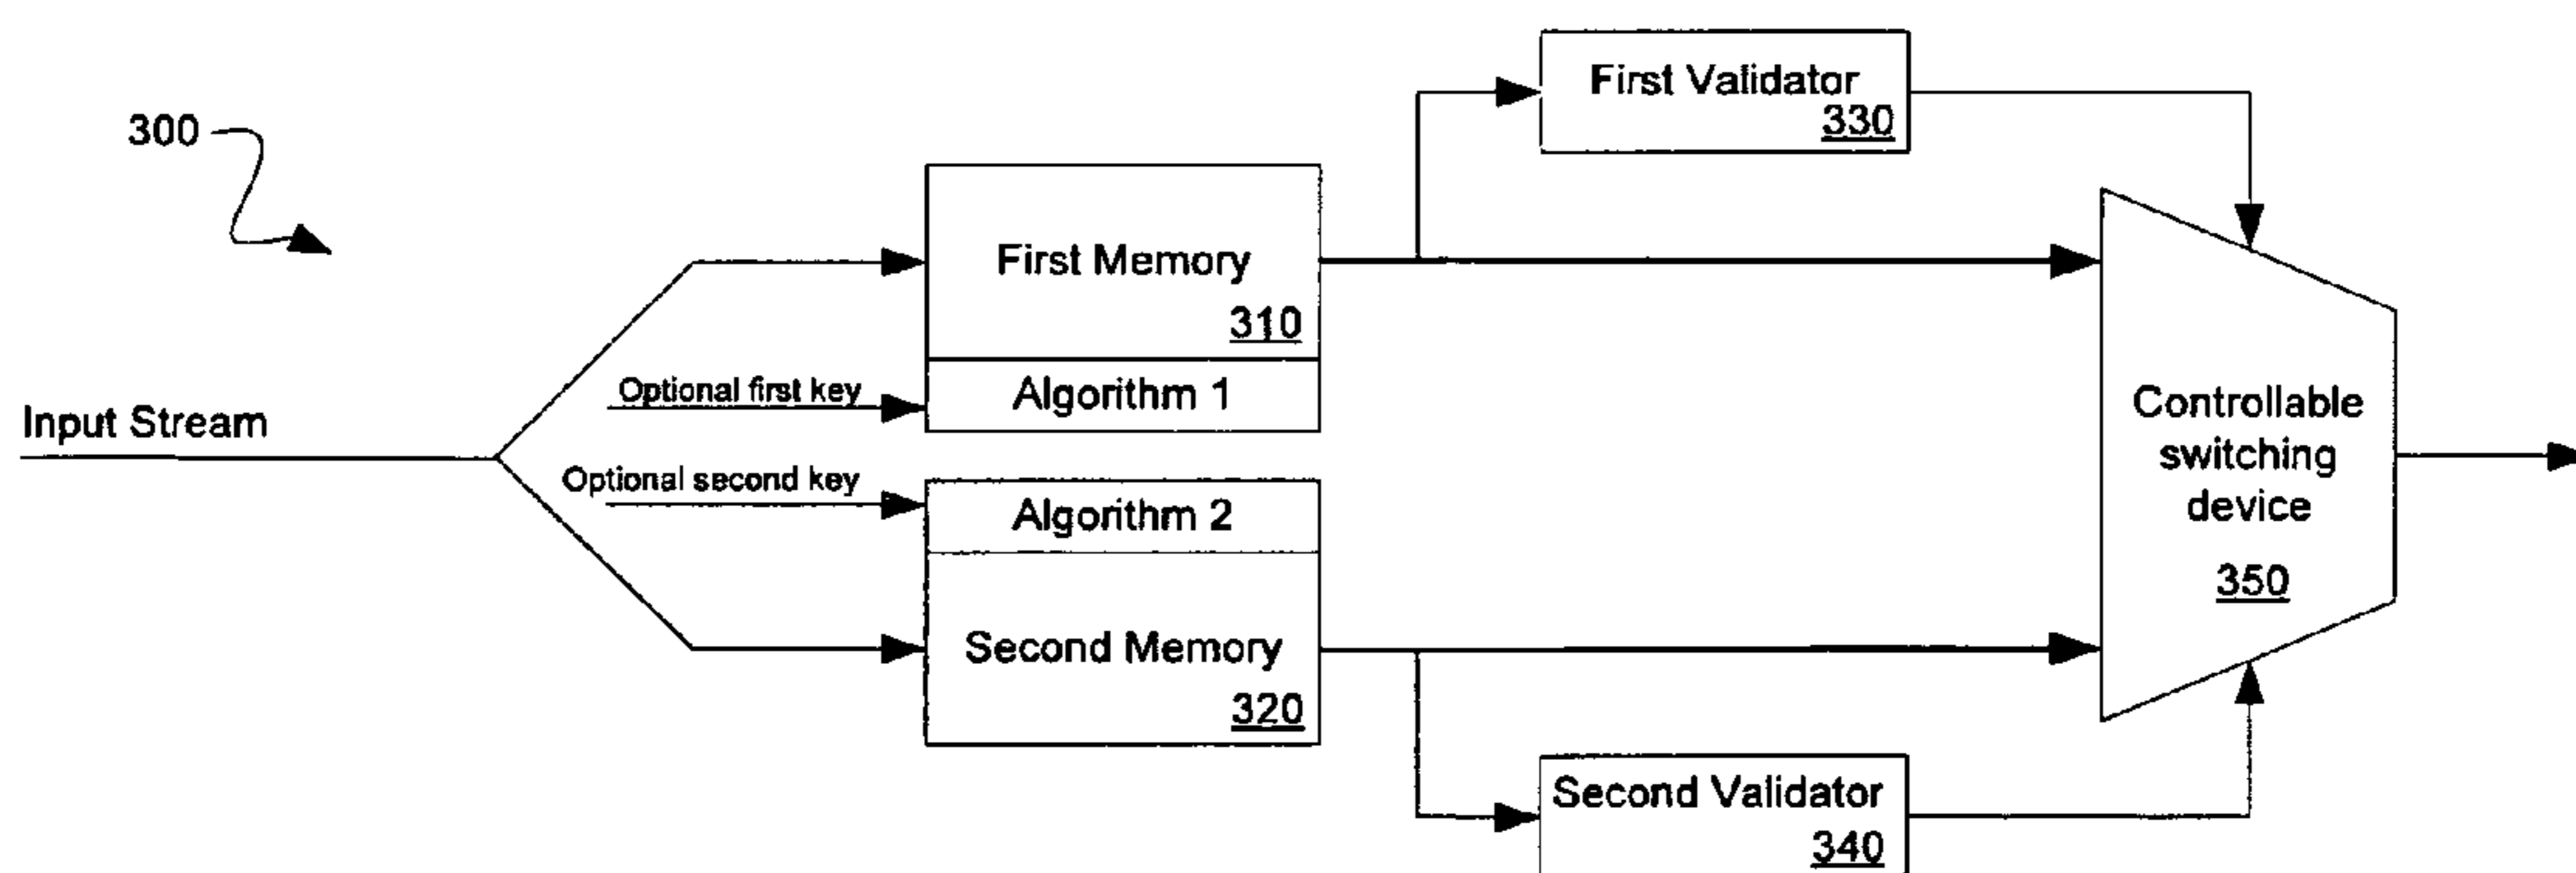 300
Input Stream
Optional first key
Optional second key
First Memory
310
Algorithm 1
Algorithm 2
Second Memory
320
First Validator
330
Second Validator
340
Controllable
switching
device
350